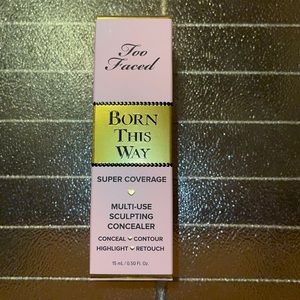 Too
Faced
BORN
THIS
WAY
SUPER COVERAGE
MULTI-USE
SCULPTING
CONCEALER
CONCEAL CONTOUR
HIGHLIGHT RETOUCH
15 mL / 0.50 Fl. Oz.